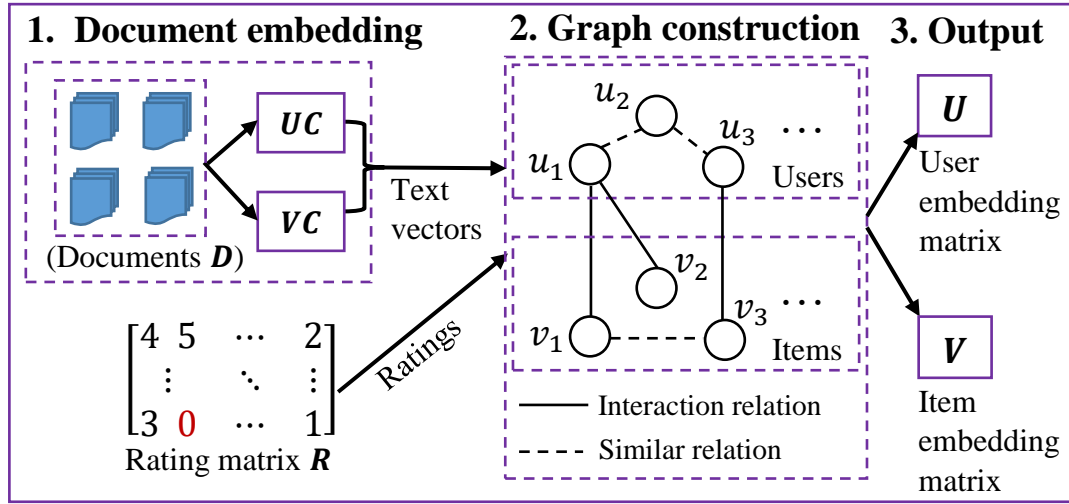 1. Document embedding
UC
VC
(Documents D)
Text
vectors
Ratings
4 5 ⋯ 2
⋮ ⋱ ⋮
3 0 ⋯ 1
Rating matrix R
2. Graph construction
u₂
u₁
u₃
⋯
Users
v₂
v₁
v₃
⋯
Items
Interaction relation
Similar relation
3. Output
U
User
embedding
matrix
V
Item
embedding
matrix